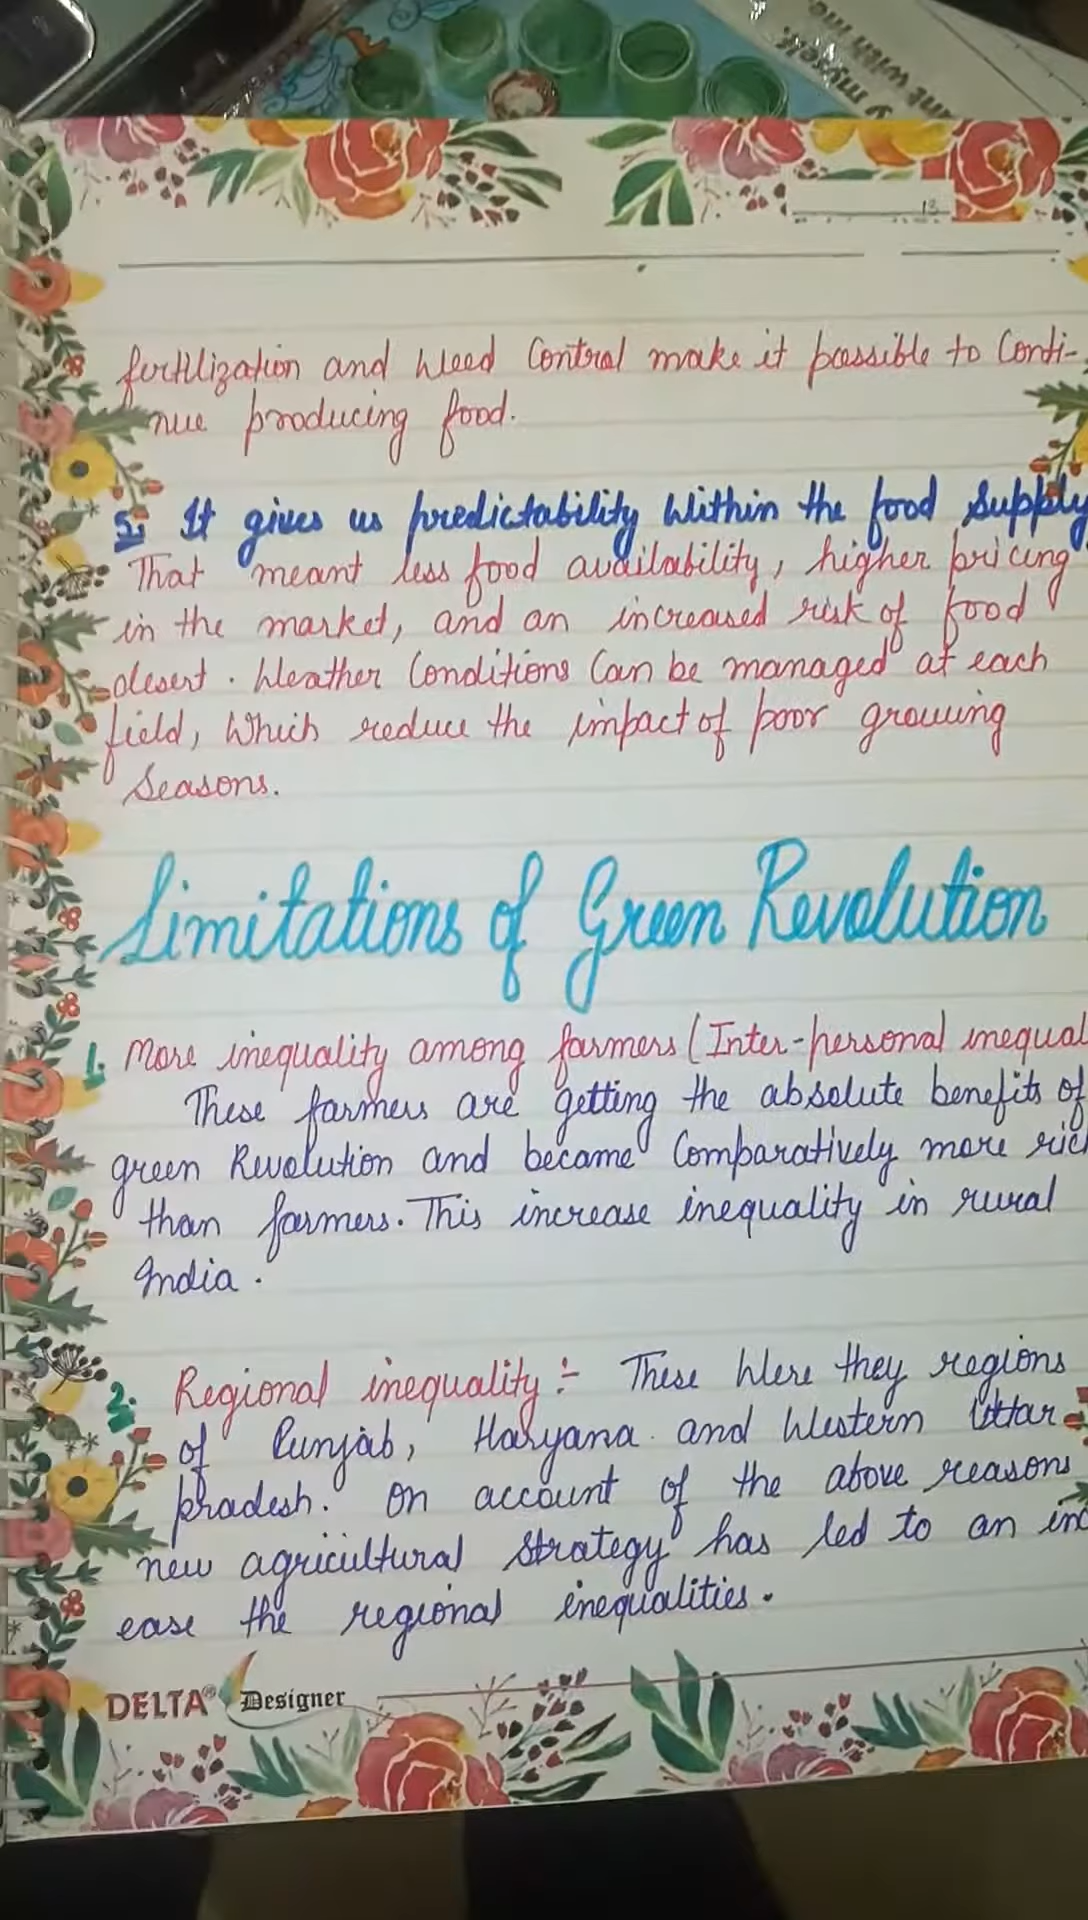 y myself.
me with me
13
fertilization and Weed Control make it possible to Conti-
nue producing food.
5. It gives us predictability Within the food Supply
That meant less food availability, higher pricing
in the market, and an increased risk of food
desert. Weather Conditions Can be managed at each
field, Which reduce the impact of poor growing
Seasons.
Limitations of Green Revolution
1. More inequality among farmers (Inter-personal inequal
These farmers are getting the absolute benefits of
green Revolution and became Comparatively more rich
than farmers. This increase inequality in rural
India.
2. Regional inequality :- These Were they regions
of Punjab, Haryana and Western Uttar
pradesh. On account of the above reasons
new agricultural Strategy has led to an inc
ease the regional inequalities.
DELTA® Designer